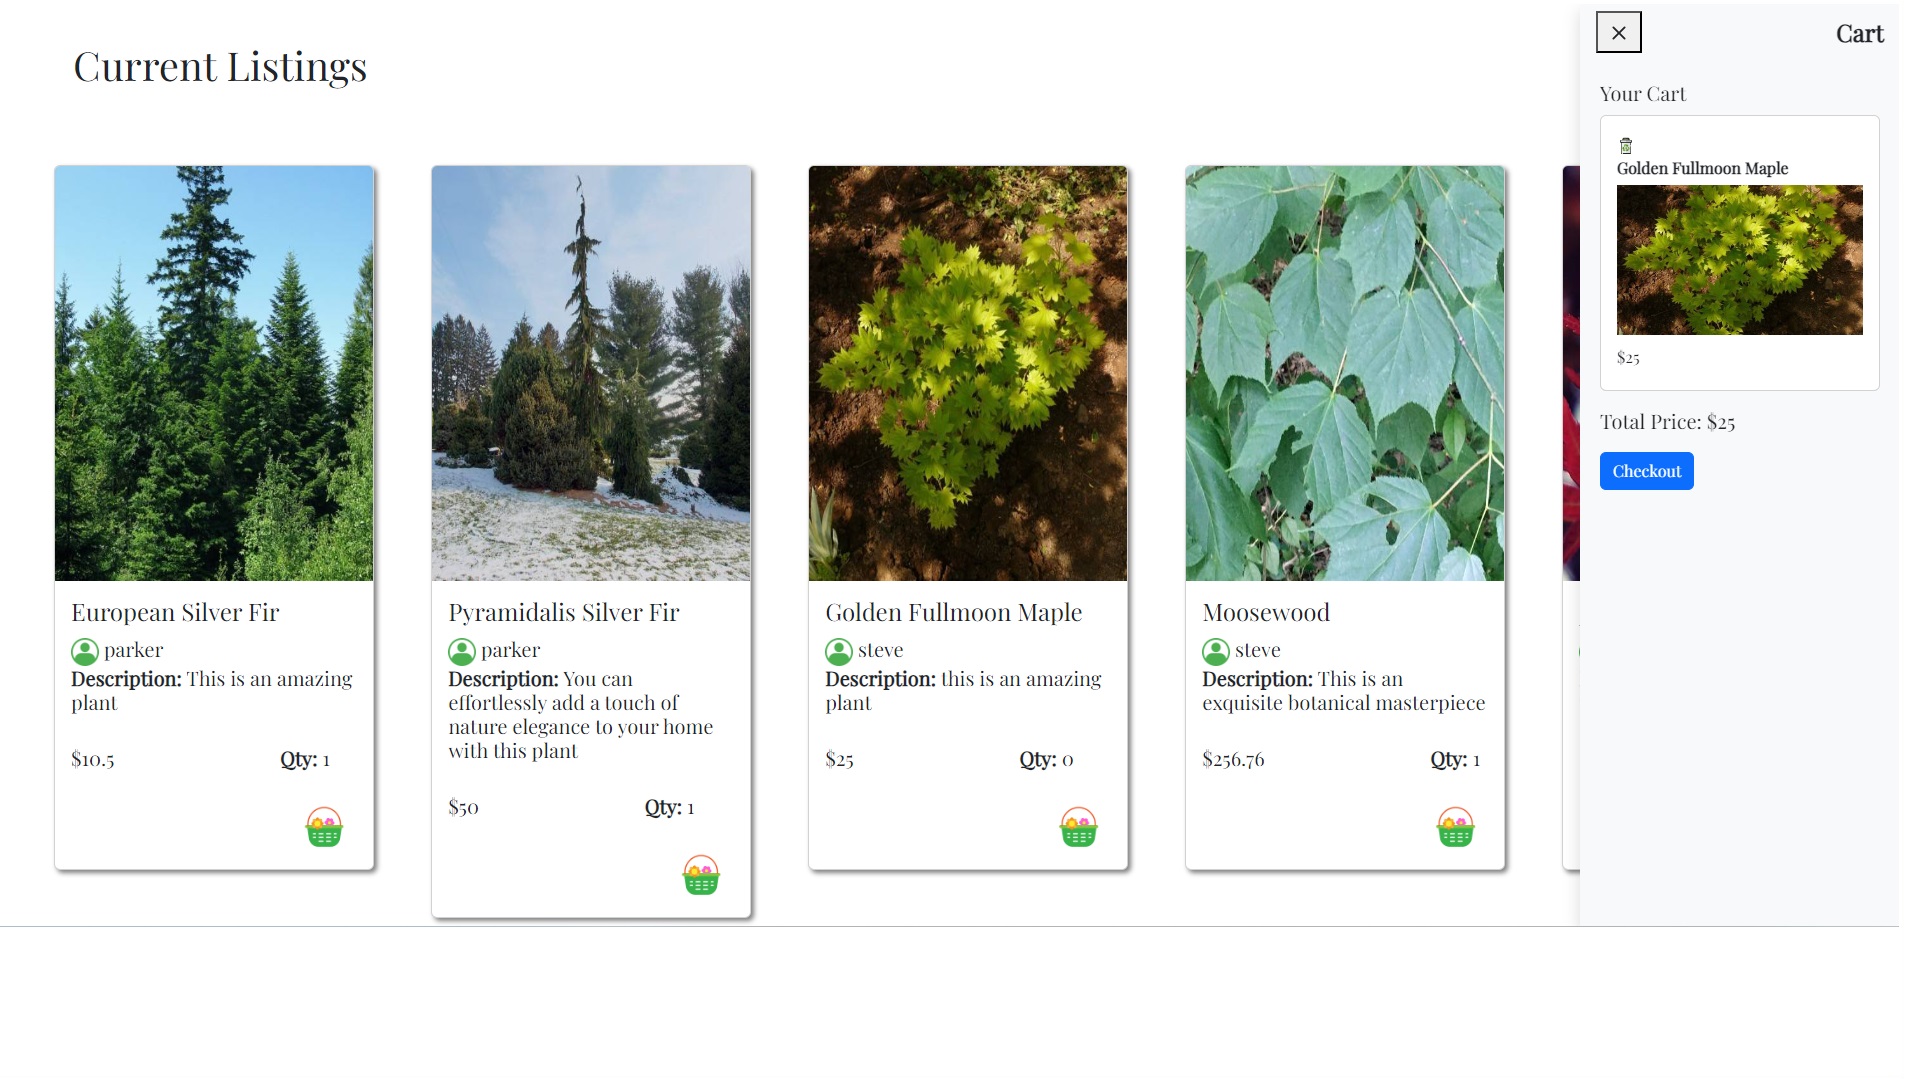 Current Listings
European Silver Fir
parker
Description: This is an amazing
plant
$10.5 Qty: 1
Pyramidalis Silver Fir
parker
Description: You can
effortlessly add a touch of
nature elegance to your home
with this plant
$50 Qty: 1
Golden Fullmoon Maple
steve
Description: this is an amazing
plant
$25 Qty: 0
Moosewood
steve
Description: This is an
exquisite botanical masterpiece
$256.76 Qty: 1
Cart
Your Cart
Golden Fullmoon Maple
$25
Total Price: $25
Checkout